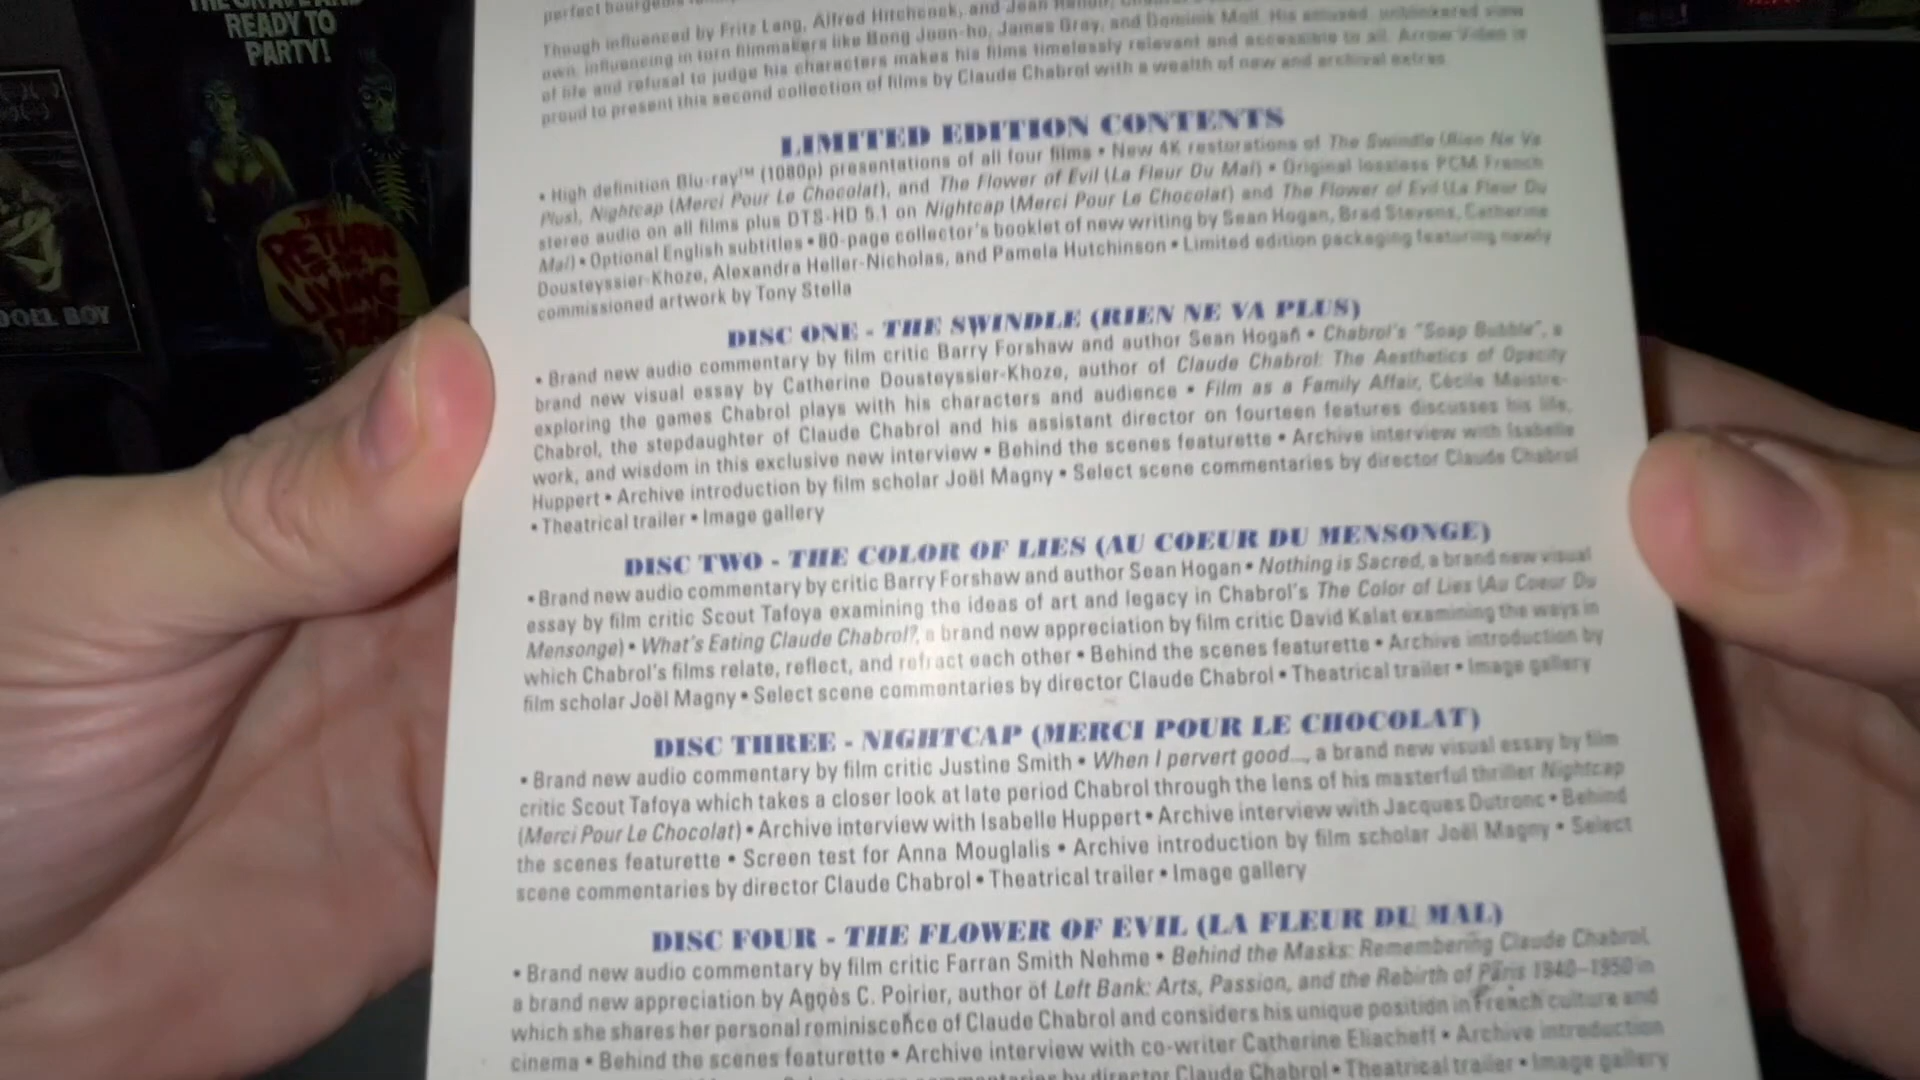 READY TO
PARTY!
THE
RETURN
LIVING
DEAD
DOLL BOY
perfect bourgeois
Though influenced by Fritz Lang, Alfred Hitchcock, and Jean Renoir,
own, influencing in turn filmmakers like Bong Joon-ho, James Gray, and Dominik Moll. His amused, unblinkered view
of life and refusal to judge his characters makes his films timelessly relevant and accessible to all. Arrow Video is
proud to present this second collection of films by Claude Chabrol with a wealth of new and archival extras.
LIMITED EDITION CONTENTS
• High definition Blu-ray™ (1080p) presentations of all four films • New 4K restorations of The Swindle (Rien Ne Va
Plus), Nightcap (Merci Pour Le Chocolat), and The Flower of Evil (La Fleur Du Mal) • Original lossless PCM French
stereo audio on all films plus DTS-HD 5.1 on Nightcap (Merci Pour Le Chocolat) and The Flower of Evil (La Fleur Du
Mal) • Optional English subtitles • 80-page collector's booklet of new writing by Sean Hogan, Brad Stevens, Catherine
Dousteyssier-Khoze, Alexandra Heller-Nicholas, and Pamela Hutchinson • Limited edition packaging featuring newly
commissioned artwork by Tony Stella
DISC ONE - THE SWINDLE (RIEN NE VA PLUS)
• Brand new audio commentary by film critic Barry Forshaw and author Sean Hogan • Chabrol's "Soap Bubble", a
brand new visual essay by Catherine Dousteyssier-Khoze, author of Claude Chabrol: The Aesthetics of Opacity
exploring the games Chabrol plays with his characters and audience • Film as a Family Affair, Cécile Maistre-
Chabrol, the stepdaughter of Claude Chabrol and his assistant director on fourteen features discusses his life,
work, and wisdom in this exclusive new interview • Behind the scenes featurette • Archive interview with Isabelle
Huppert • Archive introduction by film scholar Joël Magny • Select scene commentaries by director Claude Chabrol
• Theatrical trailer • Image gallery
DISC TWO - THE COLOR OF LIES (AU COEUR DU MENSONGE)
• Brand new audio commentary by critic Barry Forshaw and author Sean Hogan • Nothing is Sacred, a brand new visual
essay by film critic Scout Tafoya examining the ideas of art and legacy in Chabrol's The Color of Lies (Au Coeur Du
Mensonge) • What's Eating Claude Chabrol?, a brand new appreciation by film critic David Kalat examining the ways in
which Chabrol's films relate, reflect, and refract each other • Behind the scenes featurette • Archive introduction by
film scholar Joël Magny • Select scene commentaries by director Claude Chabrol • Theatrical trailer • Image gallery
DISC THREE - NIGHTCAP (MERCI POUR LE CHOCOLAT)
• Brand new audio commentary by film critic Justine Smith • When I pervert good..., a brand new visual essay by film
critic Scout Tafoya which takes a closer look at late period Chabrol through the lens of his masterful thriller Nightcap
(Merci Pour Le Chocolat) • Archive interview with Isabelle Huppert • Archive interview with Jacques Dutronc • Behind
the scenes featurette • Screen test for Anna Mouglalis • Archive introduction by film scholar Joël Magny • Select
scene commentaries by director Claude Chabrol • Theatrical trailer • Image gallery
DISC FOUR - THE FLOWER OF EVIL (LA FLEUR DU MAL)
• Brand new audio commentary by film critic Farran Smith Nehme • Behind the Masks: Remembering Claude Chabrol,
a brand new appreciation by Agnès C. Poirier, author of Left Bank: Arts, Passion, and the Rebirth of Paris 1940–1950 in
which she shares her personal reminiscence of Claude Chabrol and considers his unique position in French culture and
cinema • Behind the scenes featurette • Archive interview with co-writer Catherine Eliacheff • Archive introduction
commentaries by director Claude Chabrol • Theatrical trailer • Image gallery